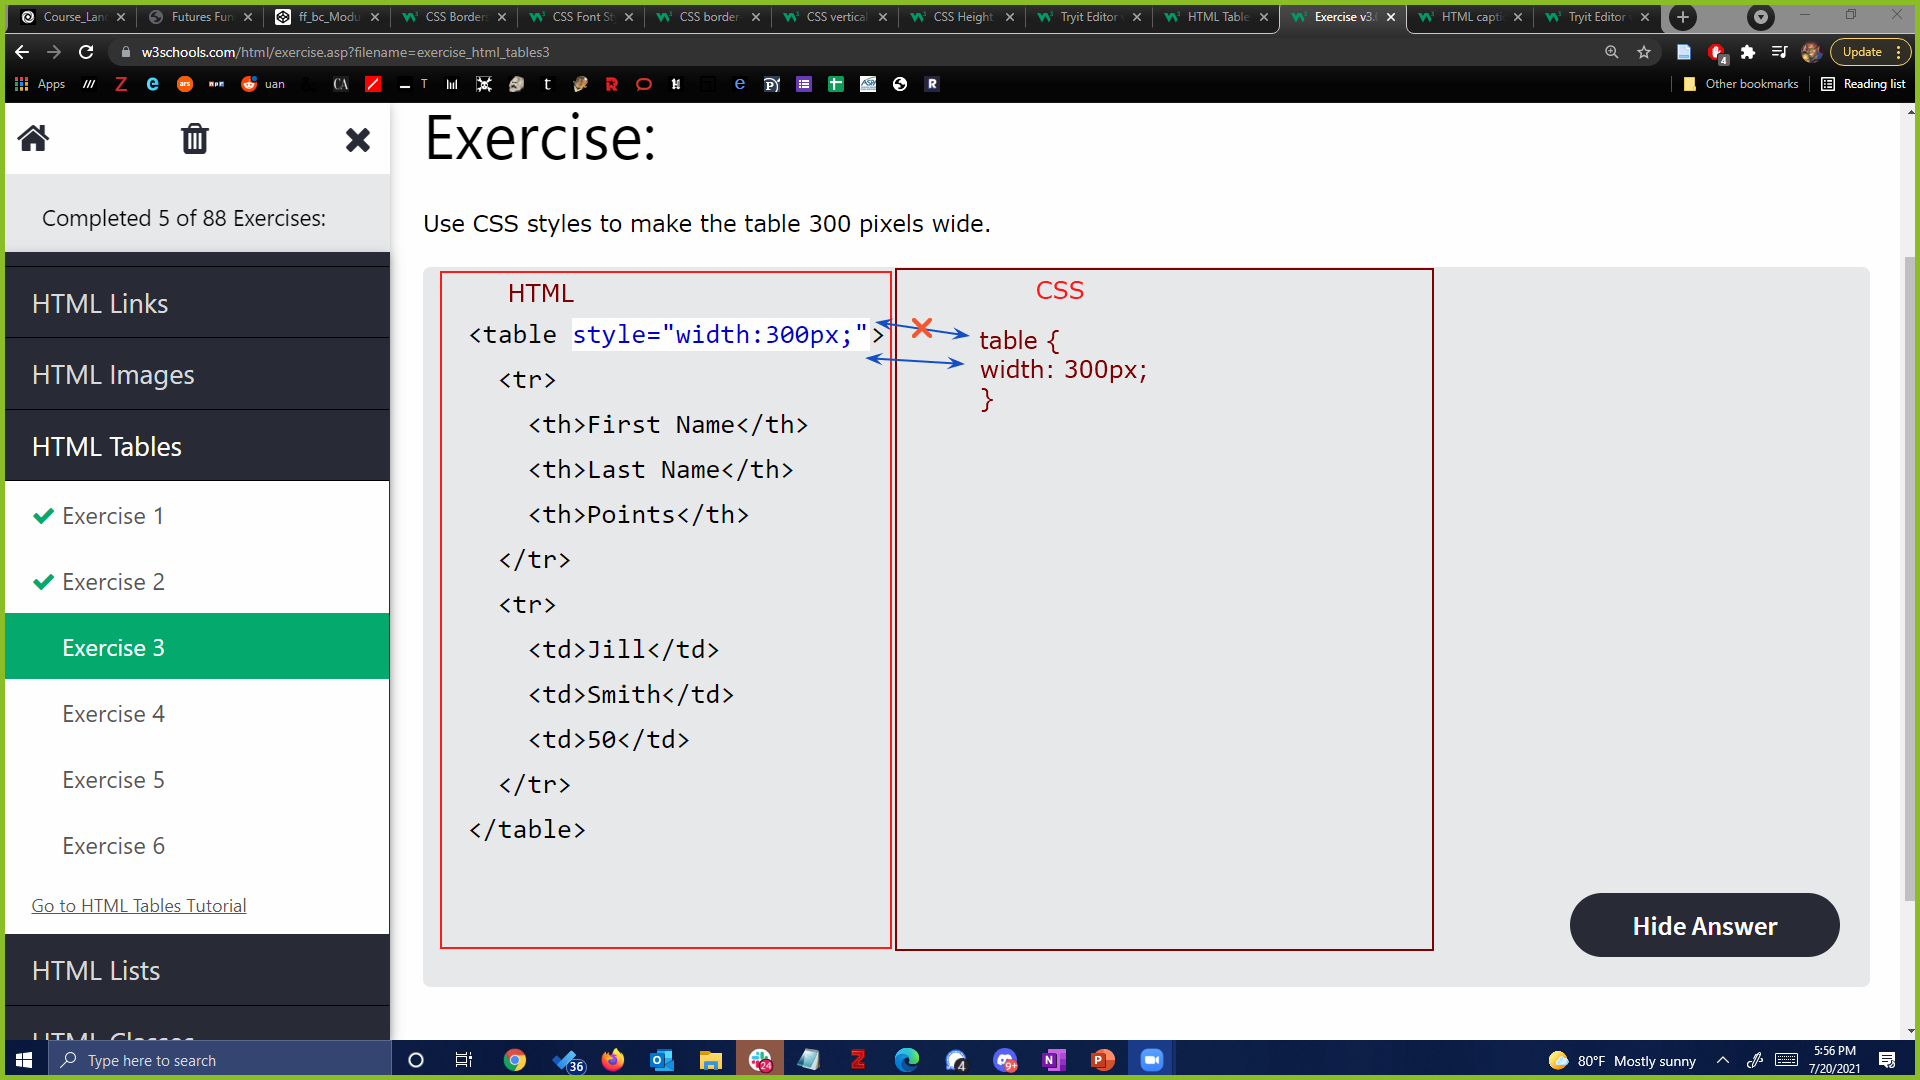 Course_Lan
Futures Fun
ff_bc_Modu
CSS Borders
CSS Font St
CSS border-
CSS vertical
CSS Height
Tryit Editor v
HTML Table
Exercise v3.
HTML capti
Tryit Editor v
w3schools.com/html/exercise.asp?filename=exercise_html_tables3
4
Update
Apps
uan
T
Other bookmarks
Reading list
Exercise:
Completed 5 of 88 Exercises:
Use CSS styles to make the table 300 pixels wide.
HTML Links
HTML Images
HTML Tables
Exercise 1
Exercise 2
Exercise 3
Exercise 4
Exercise 5
Exercise 6
Go to HTML Tables Tutorial
HTML Lists
HTML Classes
HTML
<table style="width:300px;">
<tr>
<th>First Name</th>
<th>Last Name</th>
<th>Points</th>
</tr>
<tr>
<td>Jill</td>
<td>Smith</td>
<td>50</td>
</tr>
</table>
CSS
table {
width: 300px;
}
Hide Answer
Type here to search
36
24
4
9+
80°F Mostly sunny
5:56 PM
7/20/2021